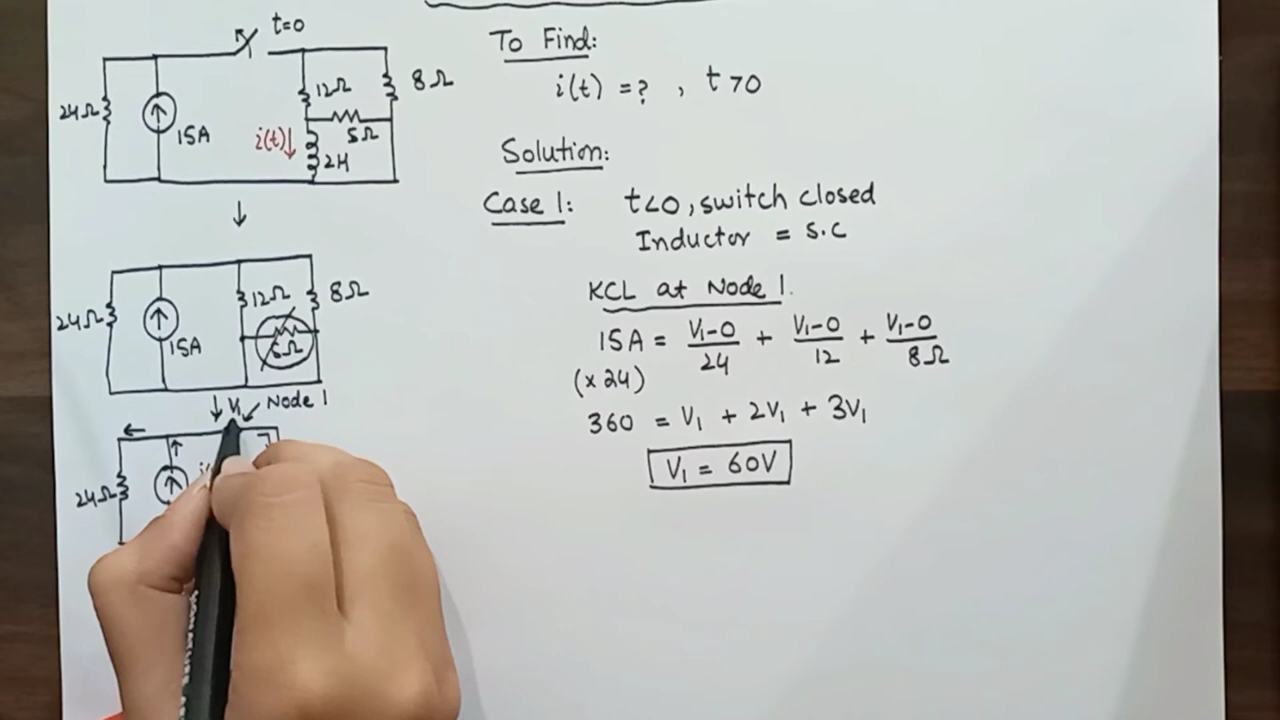 t=0
24Ω
15A
12Ω
8Ω
5Ω
i(t)↓
2H
24Ω
15A
12Ω
8Ω
5Ω
V₁
Node 1
24Ω
To Find:
i(t) = ? , t>0
Solution:
Case 1: t<0, switch closed
Inductor = S.C
KCL at Node 1.
15A = V₁-0/24 + V₁-0/12 + V₁-0/8Ω
(x 24)
360 = V₁ + 2V₁ + 3V₁
V₁ = 60V